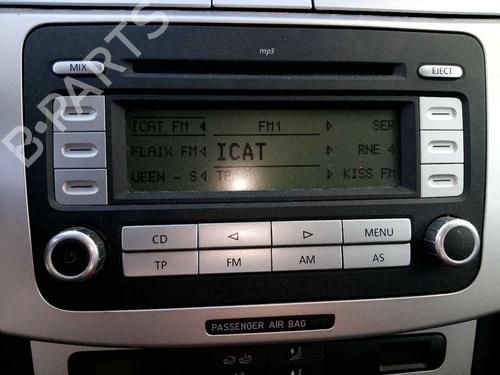 B-PARTS
mp3
MIX
EJECT
ICAT FM FM1 SER
FLAIX FM ICAT RNE 4
UEEN - S TP KISS FM
CD MENU
TP FM AM AS
PASSENGER AIR BAG